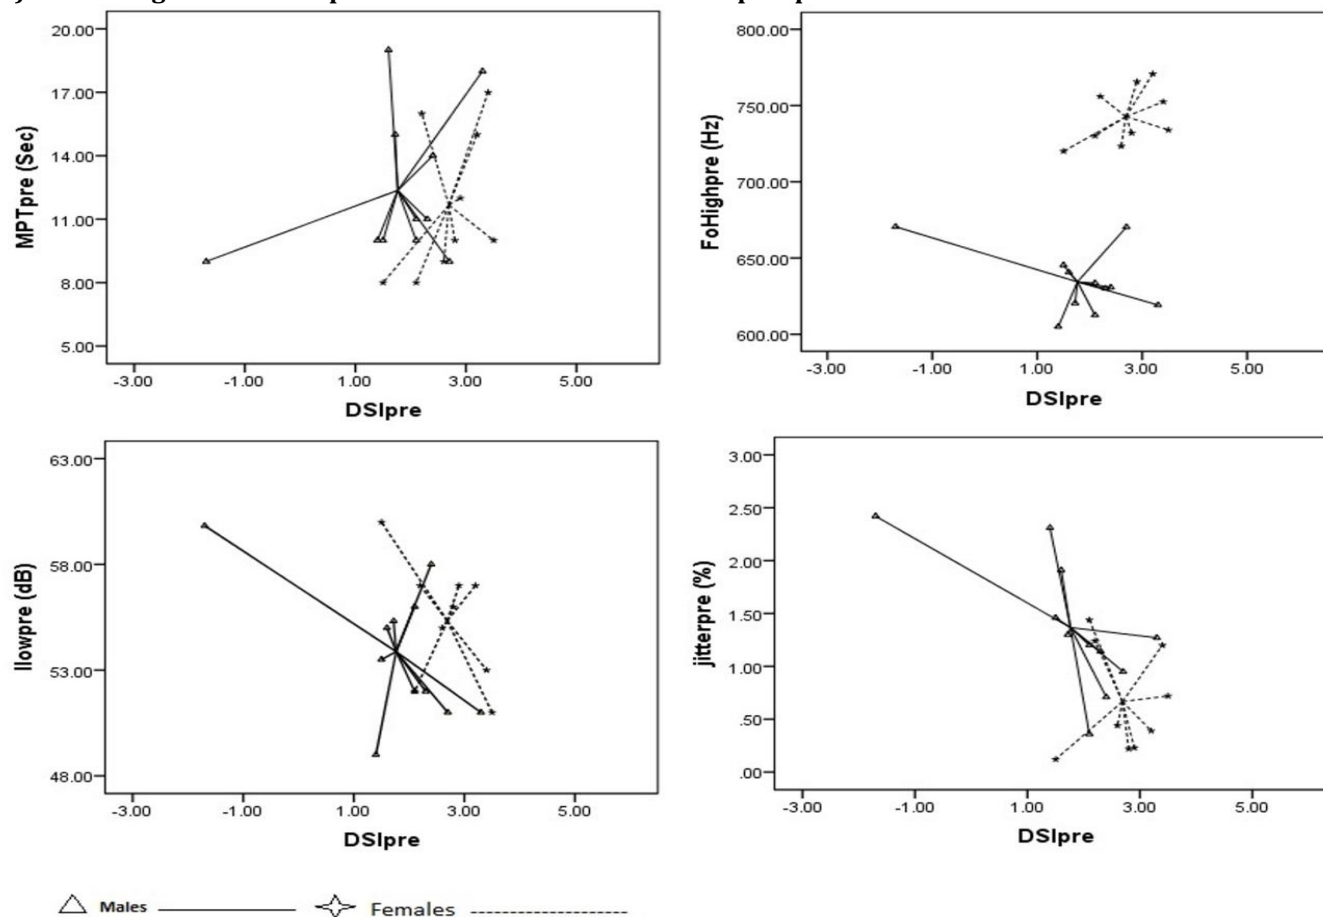 20.00
17.00
14.00
11.00
8.00
5.00
MPTpre (Sec)
-3.00 -1.00 1.00 3.00 5.00
DSIpre
800.00
750.00
700.00
650.00
600.00
FoHighpre (Hz)
-3.00 -1.00 1.00 3.00 5.00
DSIpre
63.00
58.00
53.00
48.00
Ilowpre (dB)
-3.00 -1.00 1.00 3.00 5.00
DSIpre
3.00
2.50
2.00
1.50
1.00
.50
.00
jitterpre (%)
-3.00 -1.00 1.00 3.00 5.00
DSIpre
Males Females